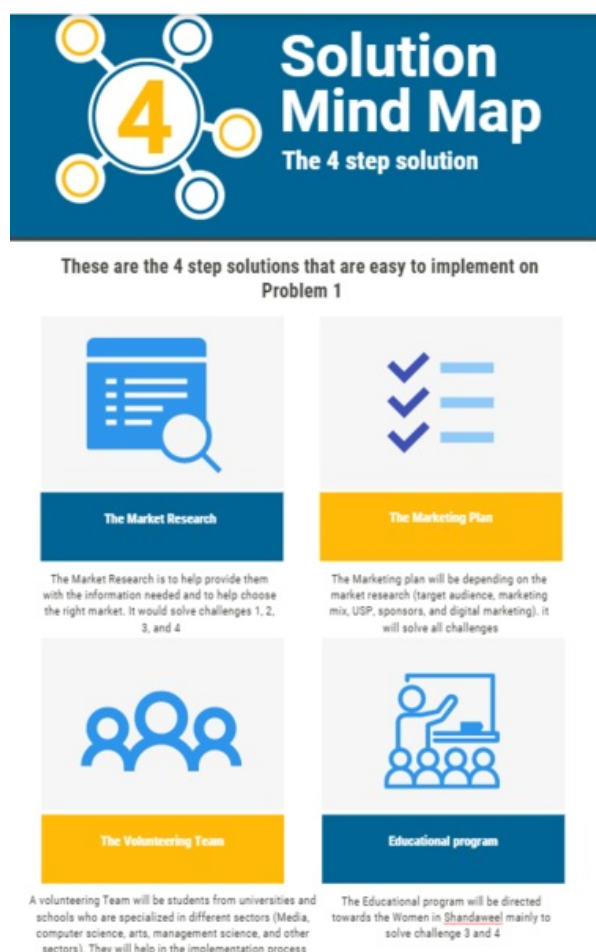 4
Solution
Mind Map
The 4 step solution
These are the 4 step solutions that are easy to implement on
Problem 1
The Market Research
The Market Research is to help provide them
with the information needed and to help choose
the right market. It would solve challenges 1, 2,
3, and 4
The Marketing Plan
The Marketing plan will be depending on the
market research (target audience, marketing
mix, USP, sponsors, and digital marketing). it
will solve all challenges
The Volunteering Team
A volunteering Team will be students from universities and
schools who are specialized in different sectors (Media,
computer science, arts, management science, and other
sectors). They will help in the implementation process
Educational program
The Educational program will be directed
towards the Women in Shandaweel mainly to
solve challenge 3 and 4